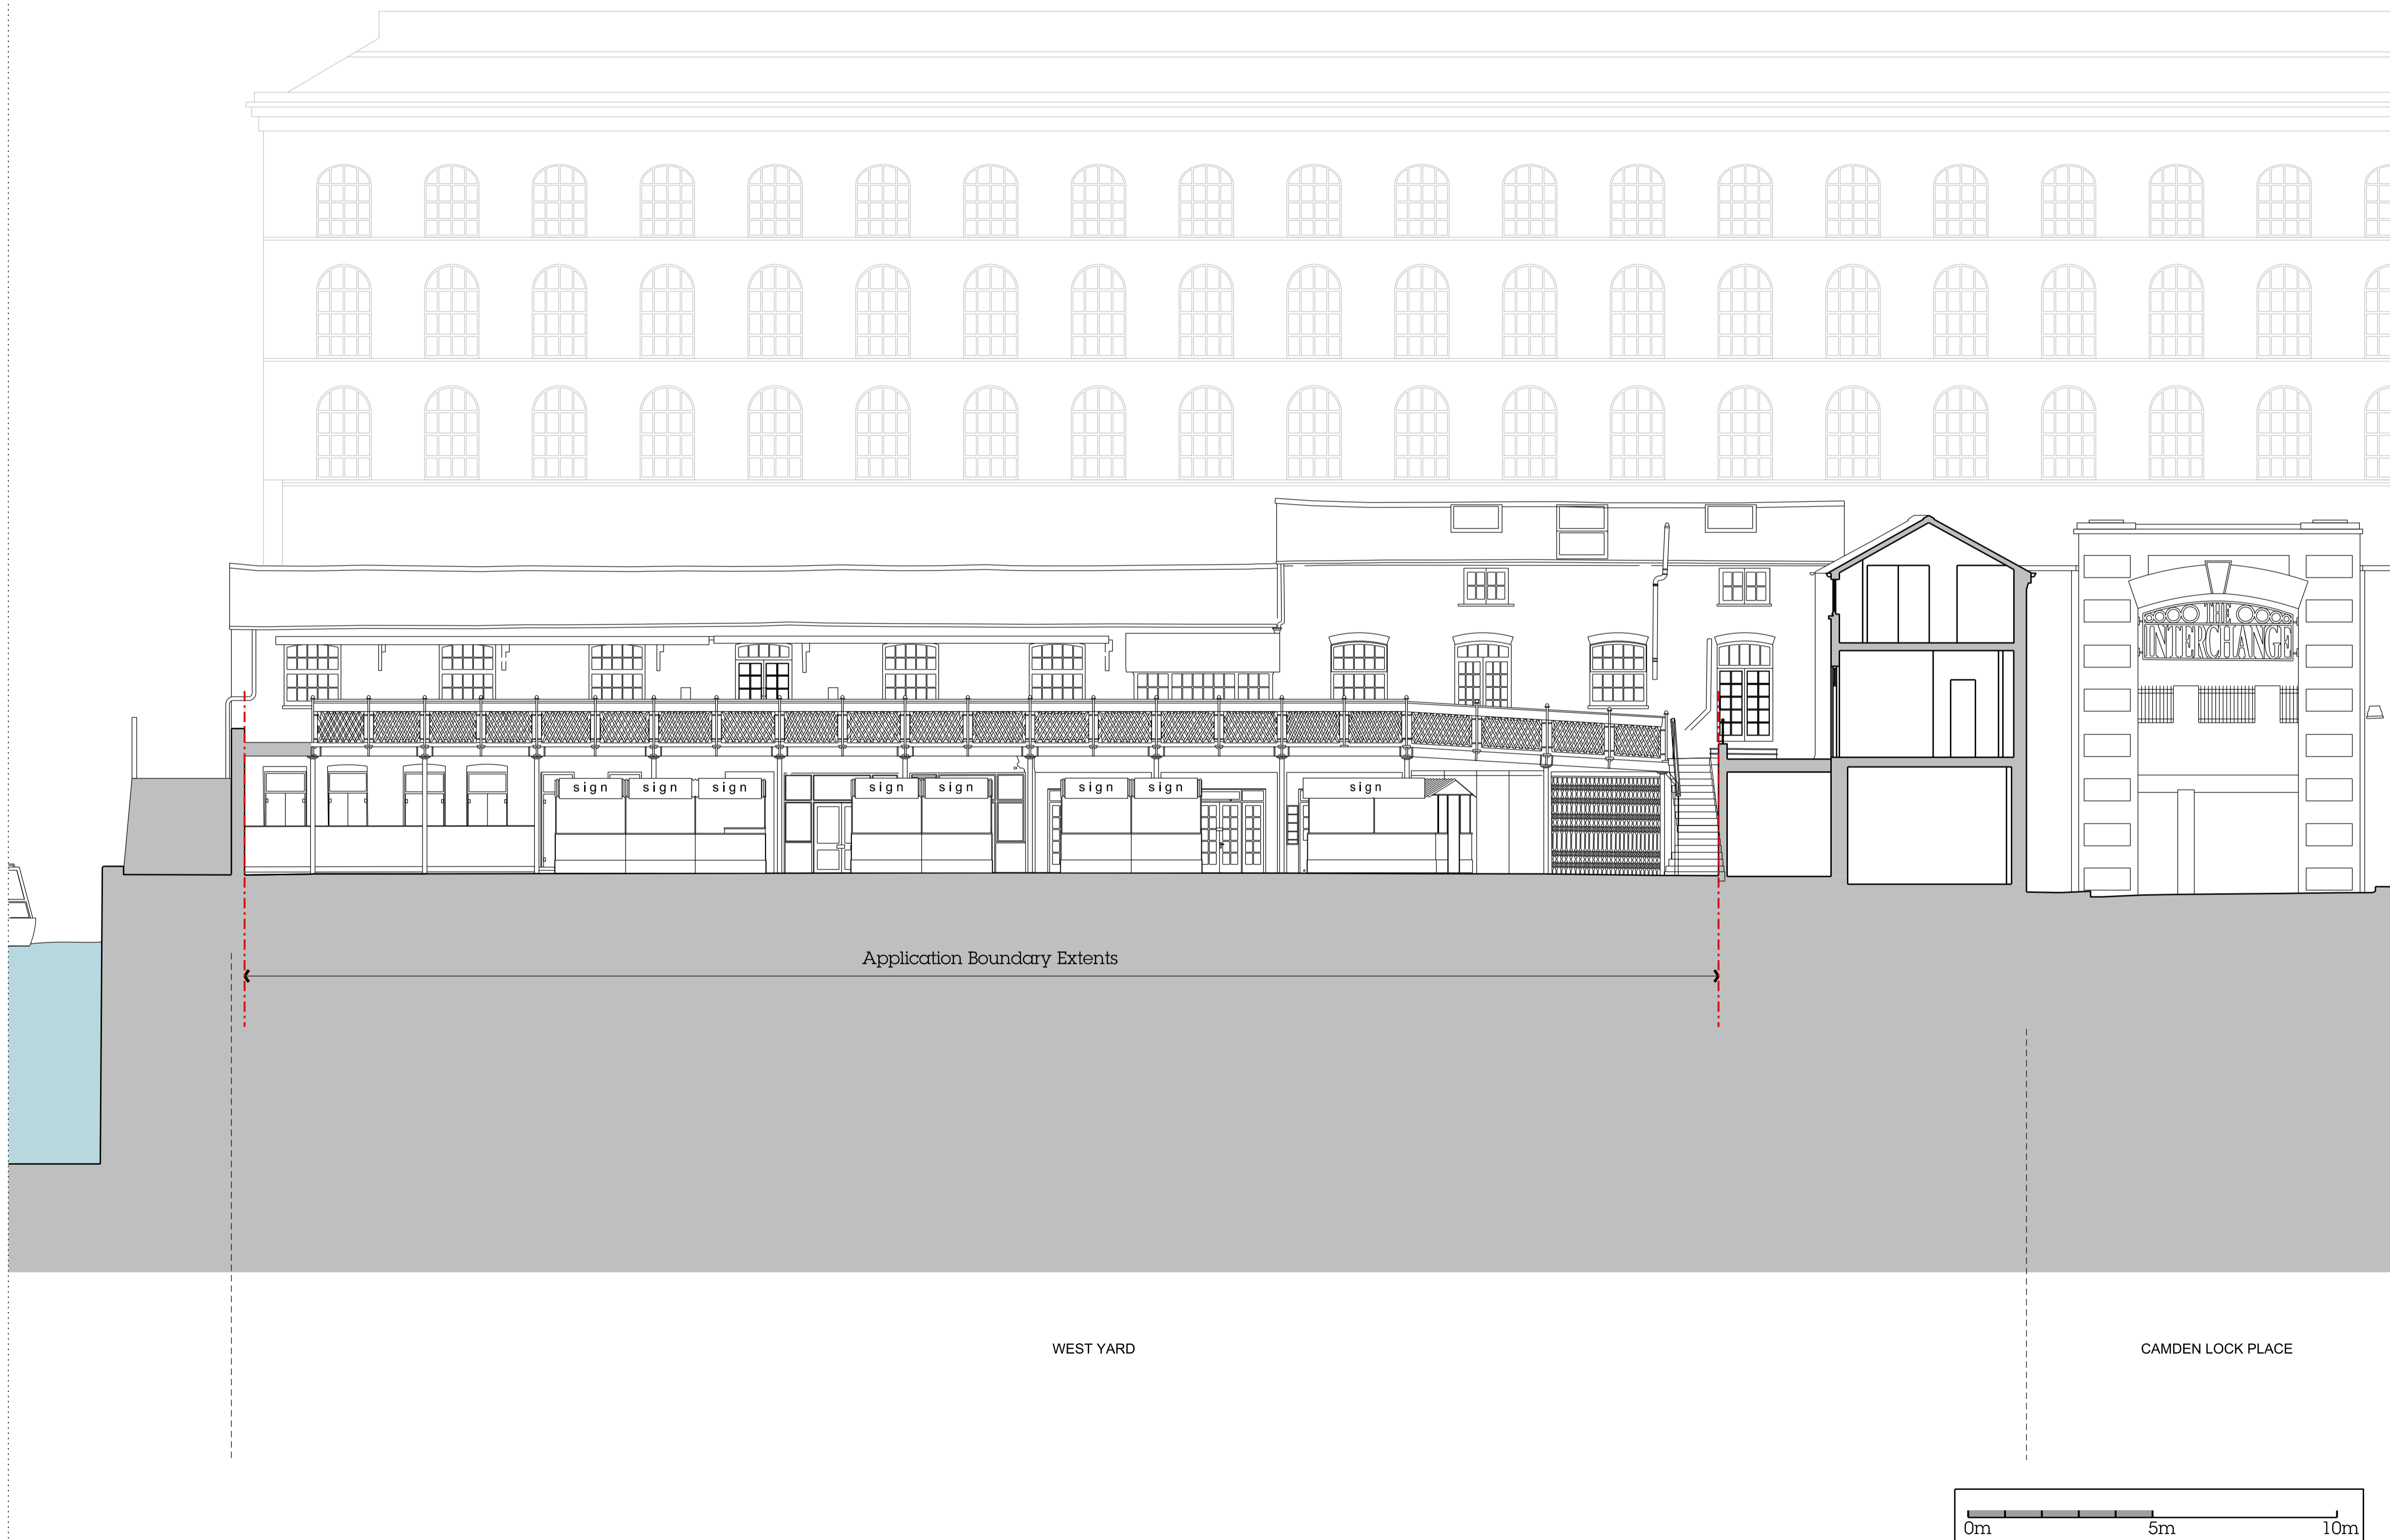 THE
INTERCHANGE
sign sign sign sign sign sign sign sign
Application Boundary Extents
WEST YARD
CAMDEN LOCK PLACE
0m 5m 10m